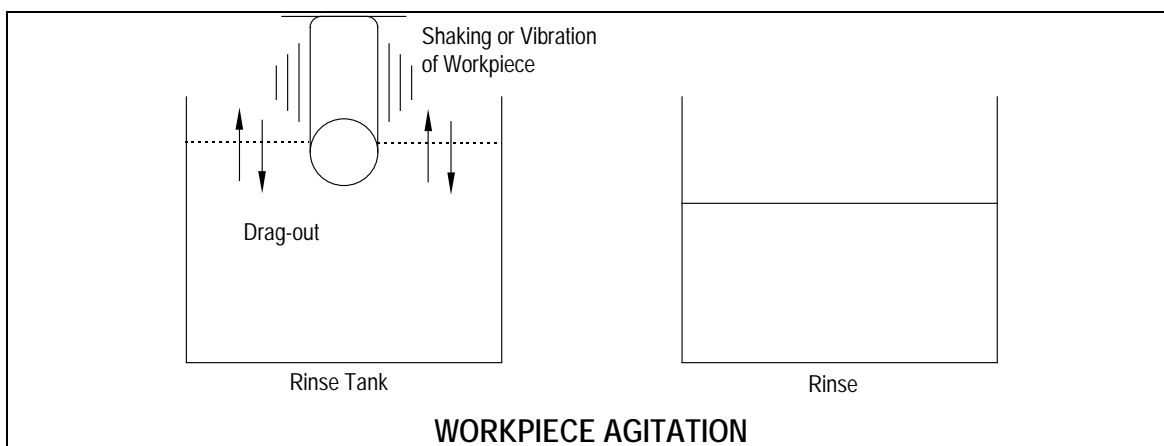 Shaking or Vibration
of Workpiece
Drag-out
Rinse Tank
Rinse
WORKPIECE AGITATION